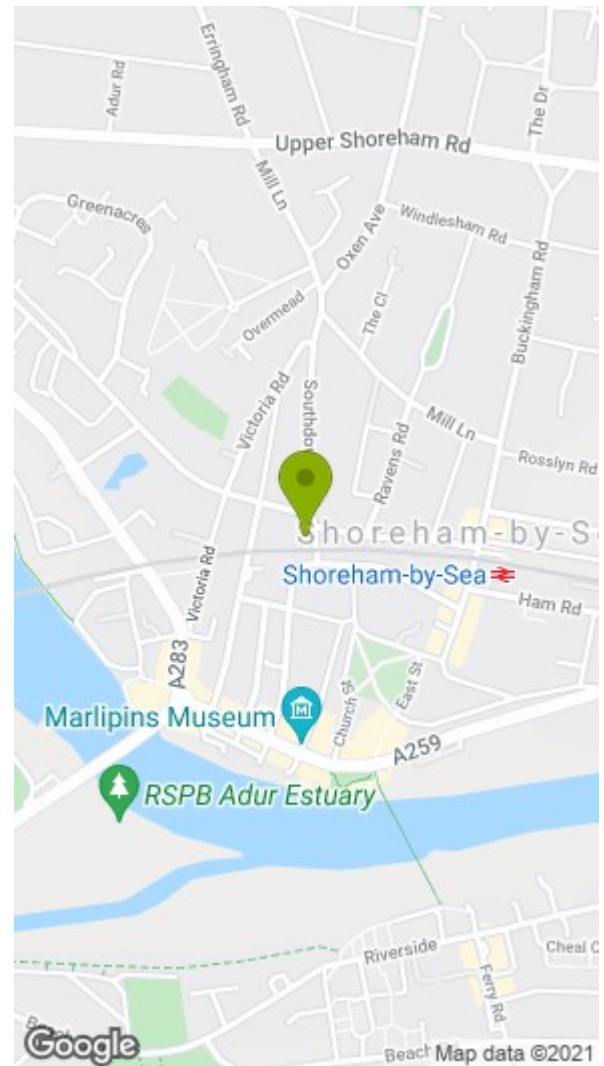 Erringham Rd
Adur Rd
The Dr
Upper Shoreham Rd
Mill Ln
Greenacres
Oxen Ave
Windlesham Rd
Buckingham Rd
Overmead
The Cl
Victoria Rd
Southdo
Mill Ln
Ravens Rd
Rosslyn Rd
Shoreham-by-Se
Shoreham-by-Sea
Victoria Rd
Ham Rd
A283
East St
Church St
Marlipins Museum
A259
RSPB Adur Estuary
Riverside
Cheal C
Ferry Rd
Beach
Google
Map data ©2021